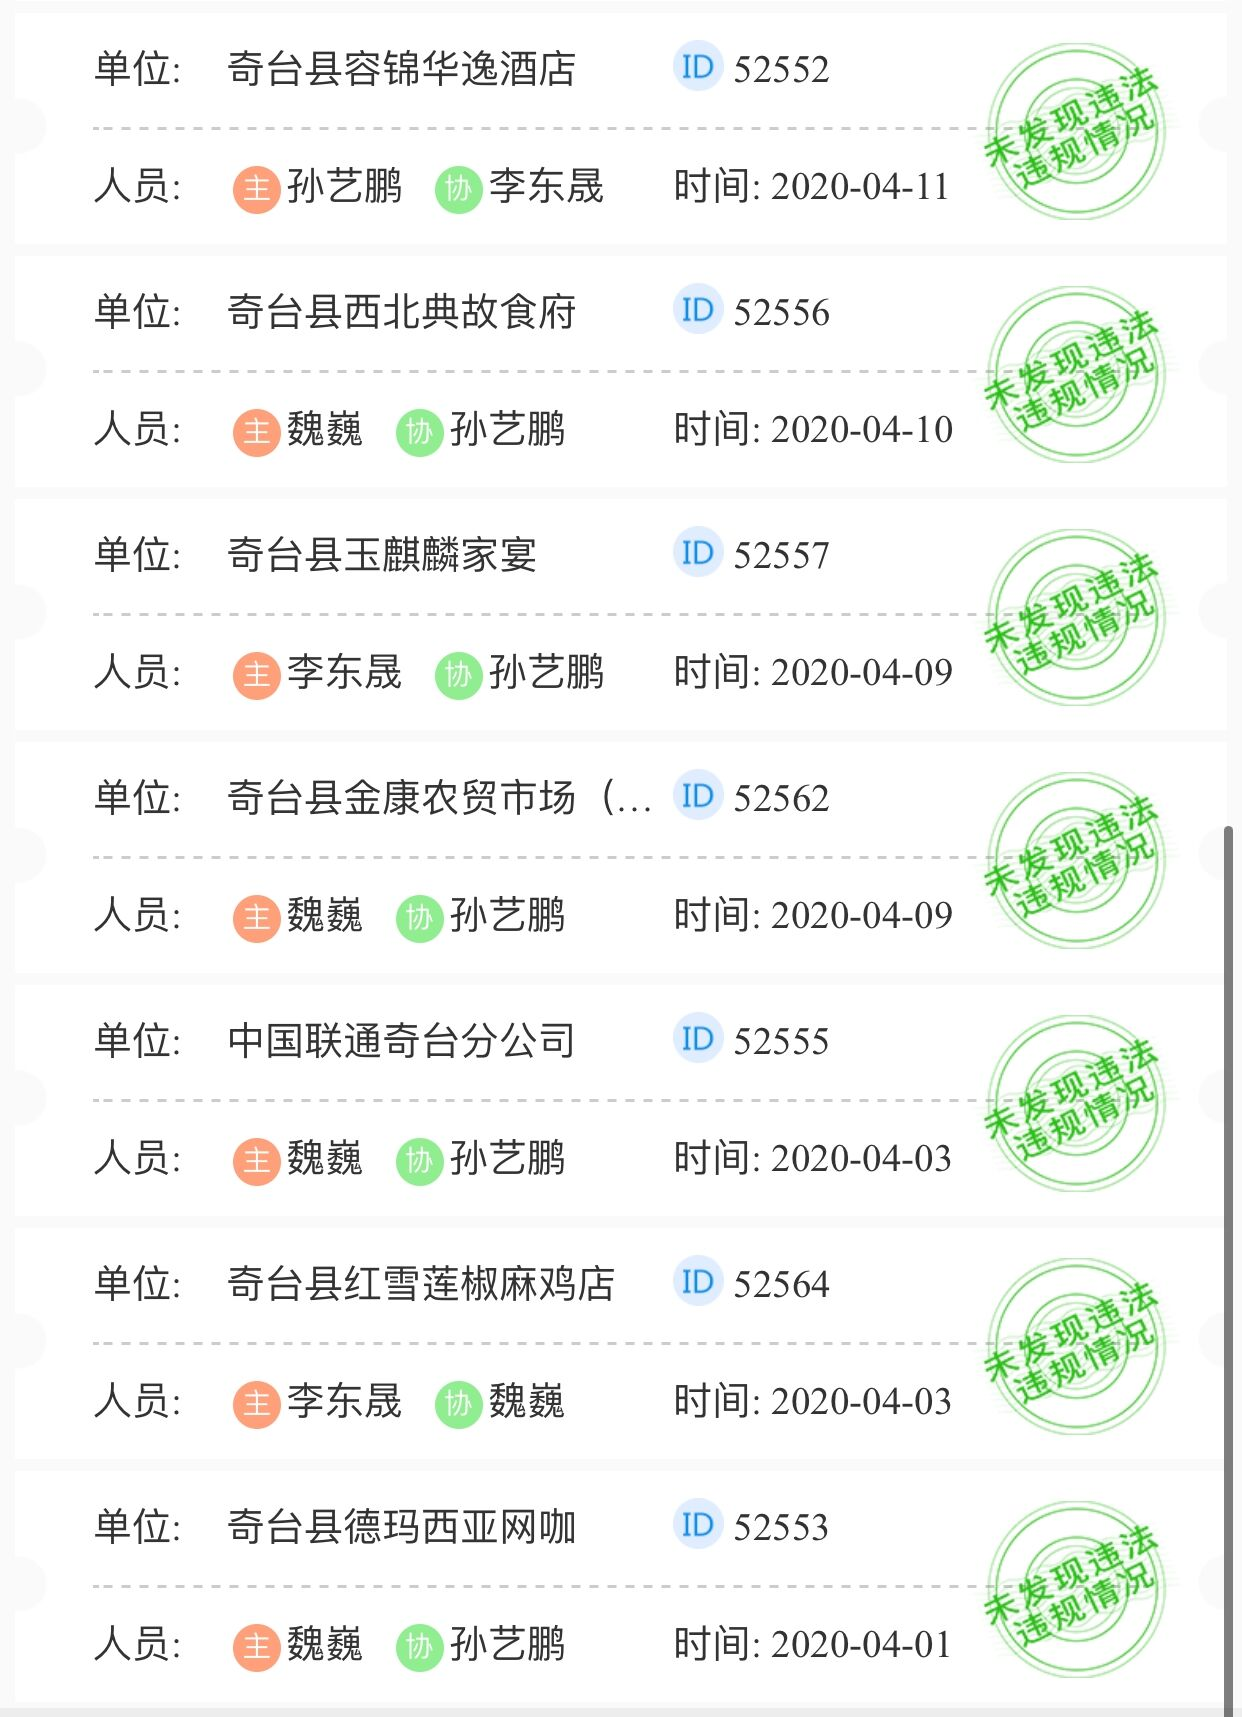 单位: 奇台县容锦华逸酒店 ID 52552
未发现违法
违规情况
人员: 主 孙艺鹏 协 李东晟 时间: 2020-04-11
单位: 奇台县西北典故食府 ID 52556
未发现违法
违规情况
人员: 主 魏巍 协 孙艺鹏 时间: 2020-04-10
单位: 奇台县玉麒麟家宴 ID 52557
未发现违法
违规情况
人员: 主 李东晟 协 孙艺鹏 时间: 2020-04-09
单位: 奇台县金康农贸市场（... ID 52562
未发现违法
违规情况
人员: 主 魏巍 协 孙艺鹏 时间: 2020-04-09
单位: 中国联通奇台分公司 ID 52555
未发现违法
违规情况
人员: 主 魏巍 协 孙艺鹏 时间: 2020-04-03
单位: 奇台县红雪莲椒麻鸡店 ID 52564
未发现违法
违规情况
人员: 主 李东晟 协 魏巍 时间: 2020-04-03
单位: 奇台县德玛西亚网咖 ID 52553
未发现违法
违规情况
人员: 主 魏巍 协 孙艺鹏 时间: 2020-04-01